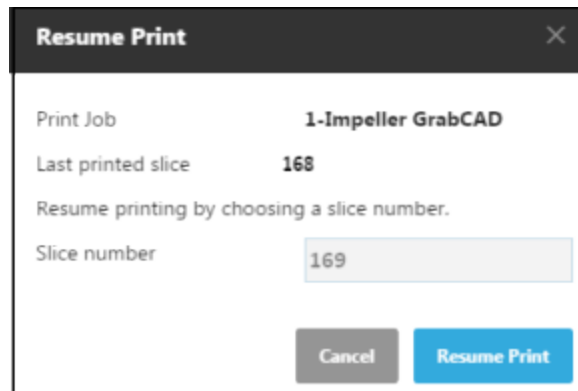 Resume Print
Print Job 1-Impeller GrabCAD
Last printed slice 168
Resume printing by choosing a slice number.
Slice number 169
Cancel Resume Print